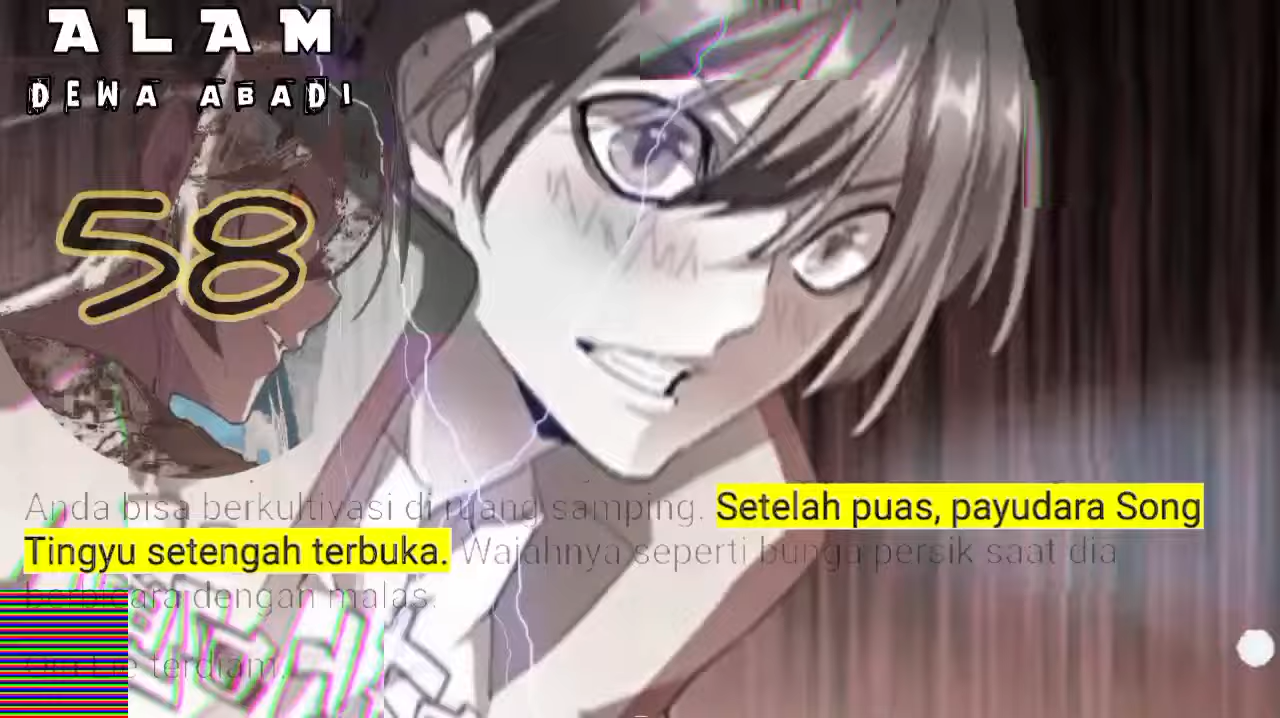 ALAM
DEWA ABADI
58
Anda bisa berkultivasi di ruang samping. Setelah puas, payudara Song
Tingyu setengah terbuka. Wajahnya seperti bunga persik saat dia
berbicara dengan malas.
terdiam.